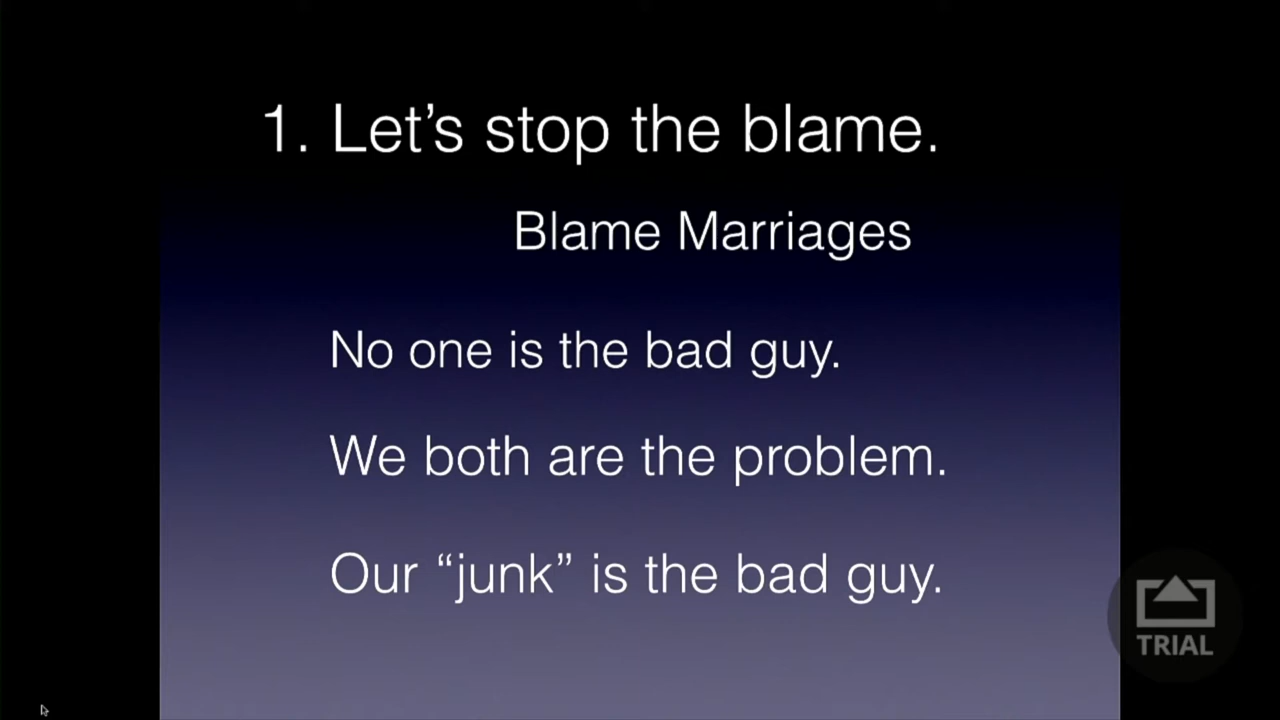 1. Let’s stop the blame.
Blame Marriages
No one is the bad guy.
We both are the problem.
Our “junk” is the bad guy.
TRIAL